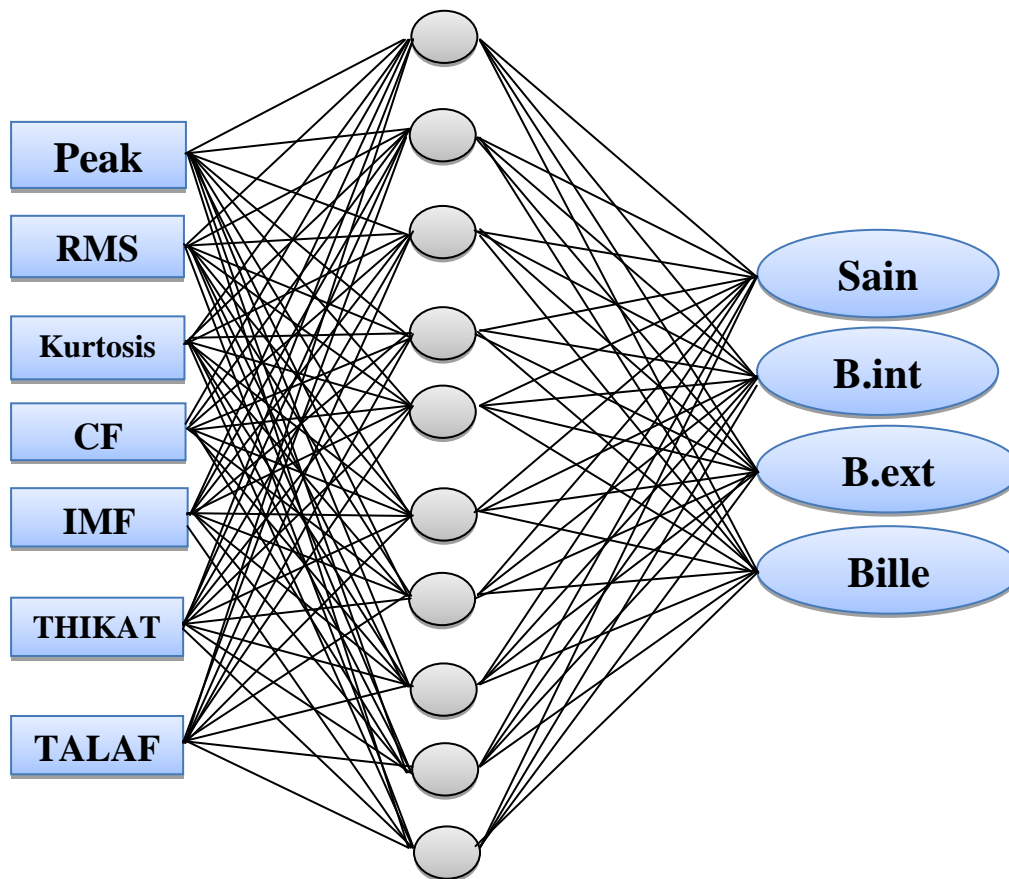 Peak
RMS
Kurtosis
CF
IMF
THIKAT
TALAF
Sain
B.int
B.ext
Bille